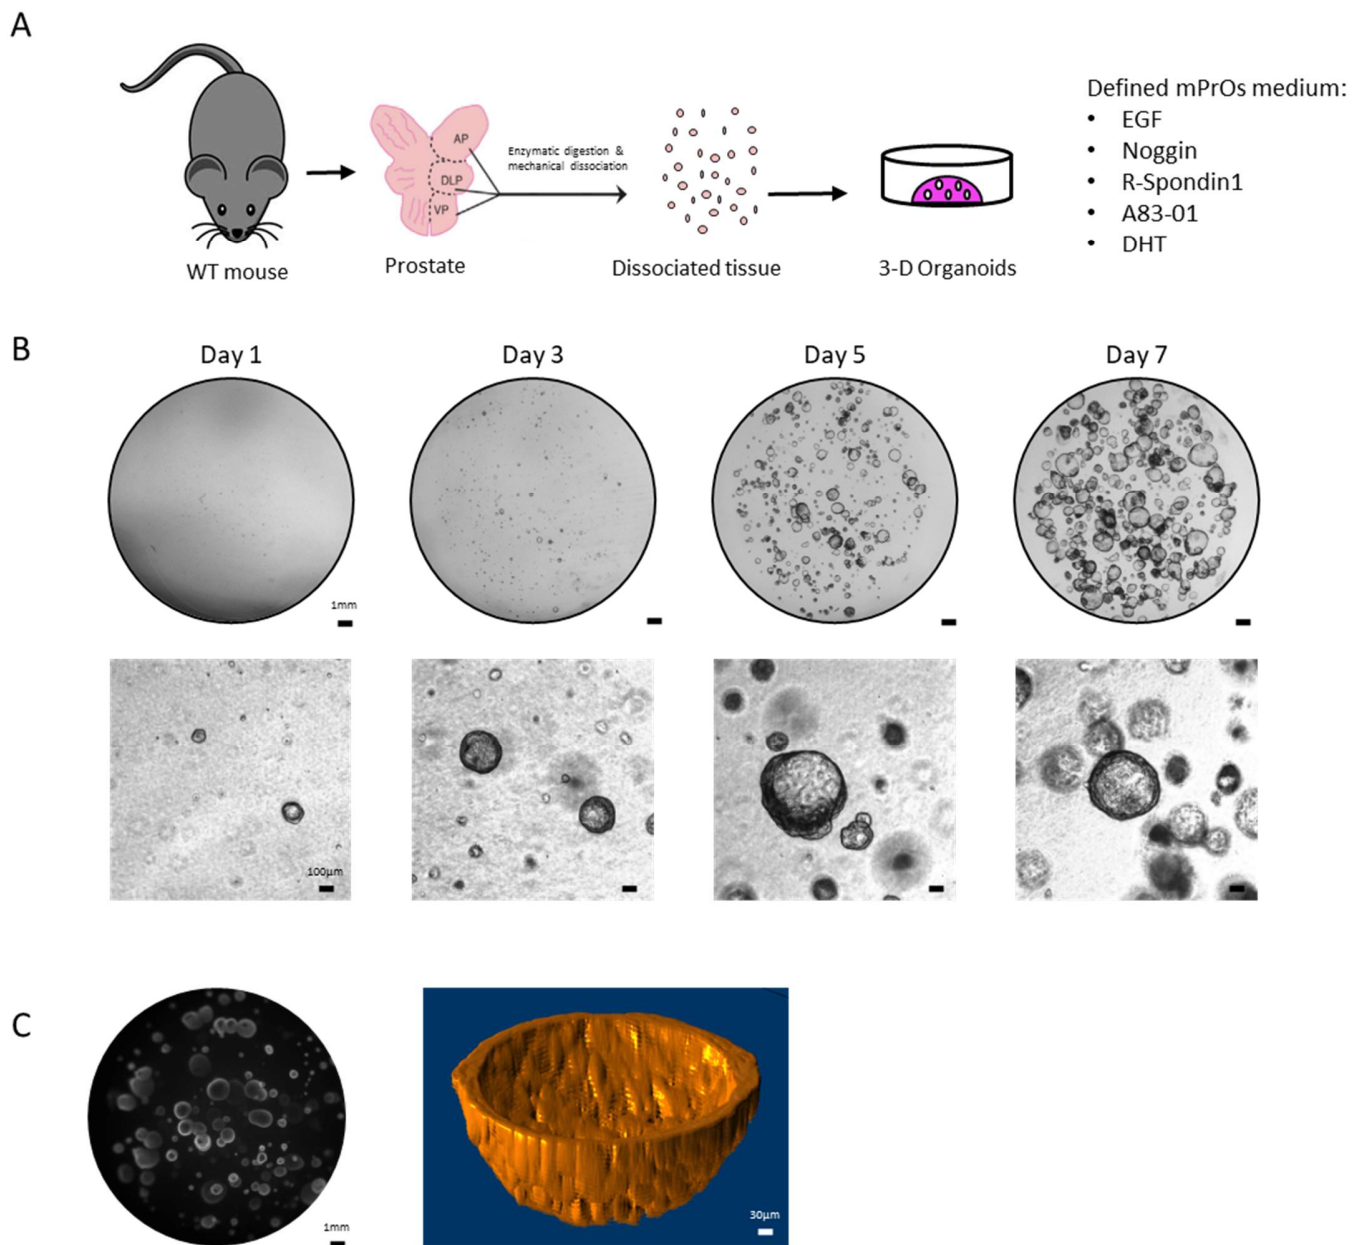 A
AP
DLP
VP
Enzymatic digestion &
mechanical dissociation
WT mouse
Prostate
Dissociated tissue
3-D Organoids
Defined mPrOs medium:
• EGF
• Noggin
• R-Spondin1
• A83-01
• DHT
B
Day 1
Day 3
Day 5
Day 7
1mm
100µm
C
1mm
30µm